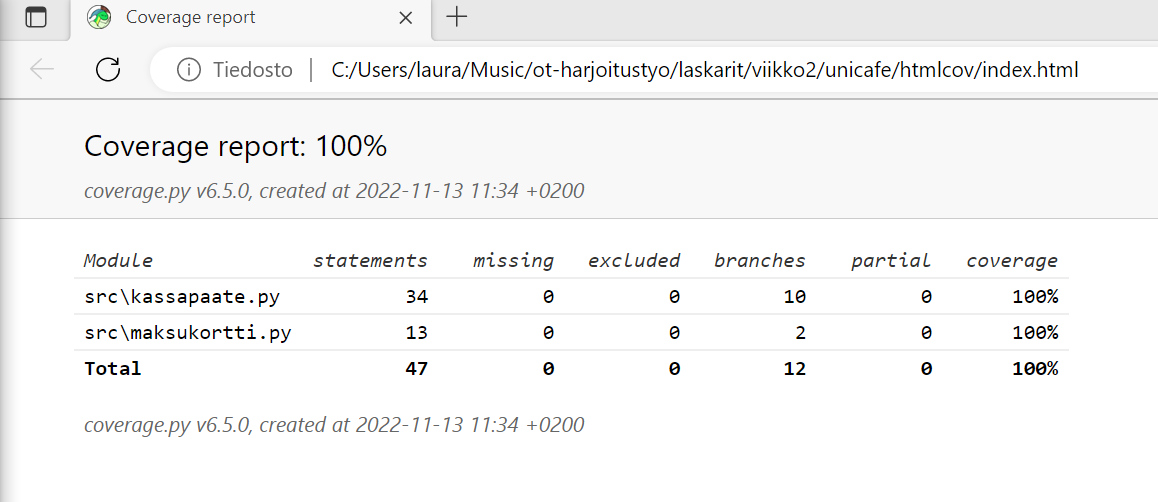 Coverage report
Tiedosto | C:/Users/laura/Music/ot-harjoitustyo/laskarit/viikko2/unicafe/htmlcov/index.html
Coverage report: 100%
coverage.py v6.5.0, created at 2022-11-13 11:34 +0200
Module statements missing excluded branches partial coverage
src\kassapaate.py 34 0 0 10 0 100%
src\maksukortti.py 13 0 0 2 0 100%
Total 47 0 0 12 0 100%
coverage.py v6.5.0, created at 2022-11-13 11:34 +0200